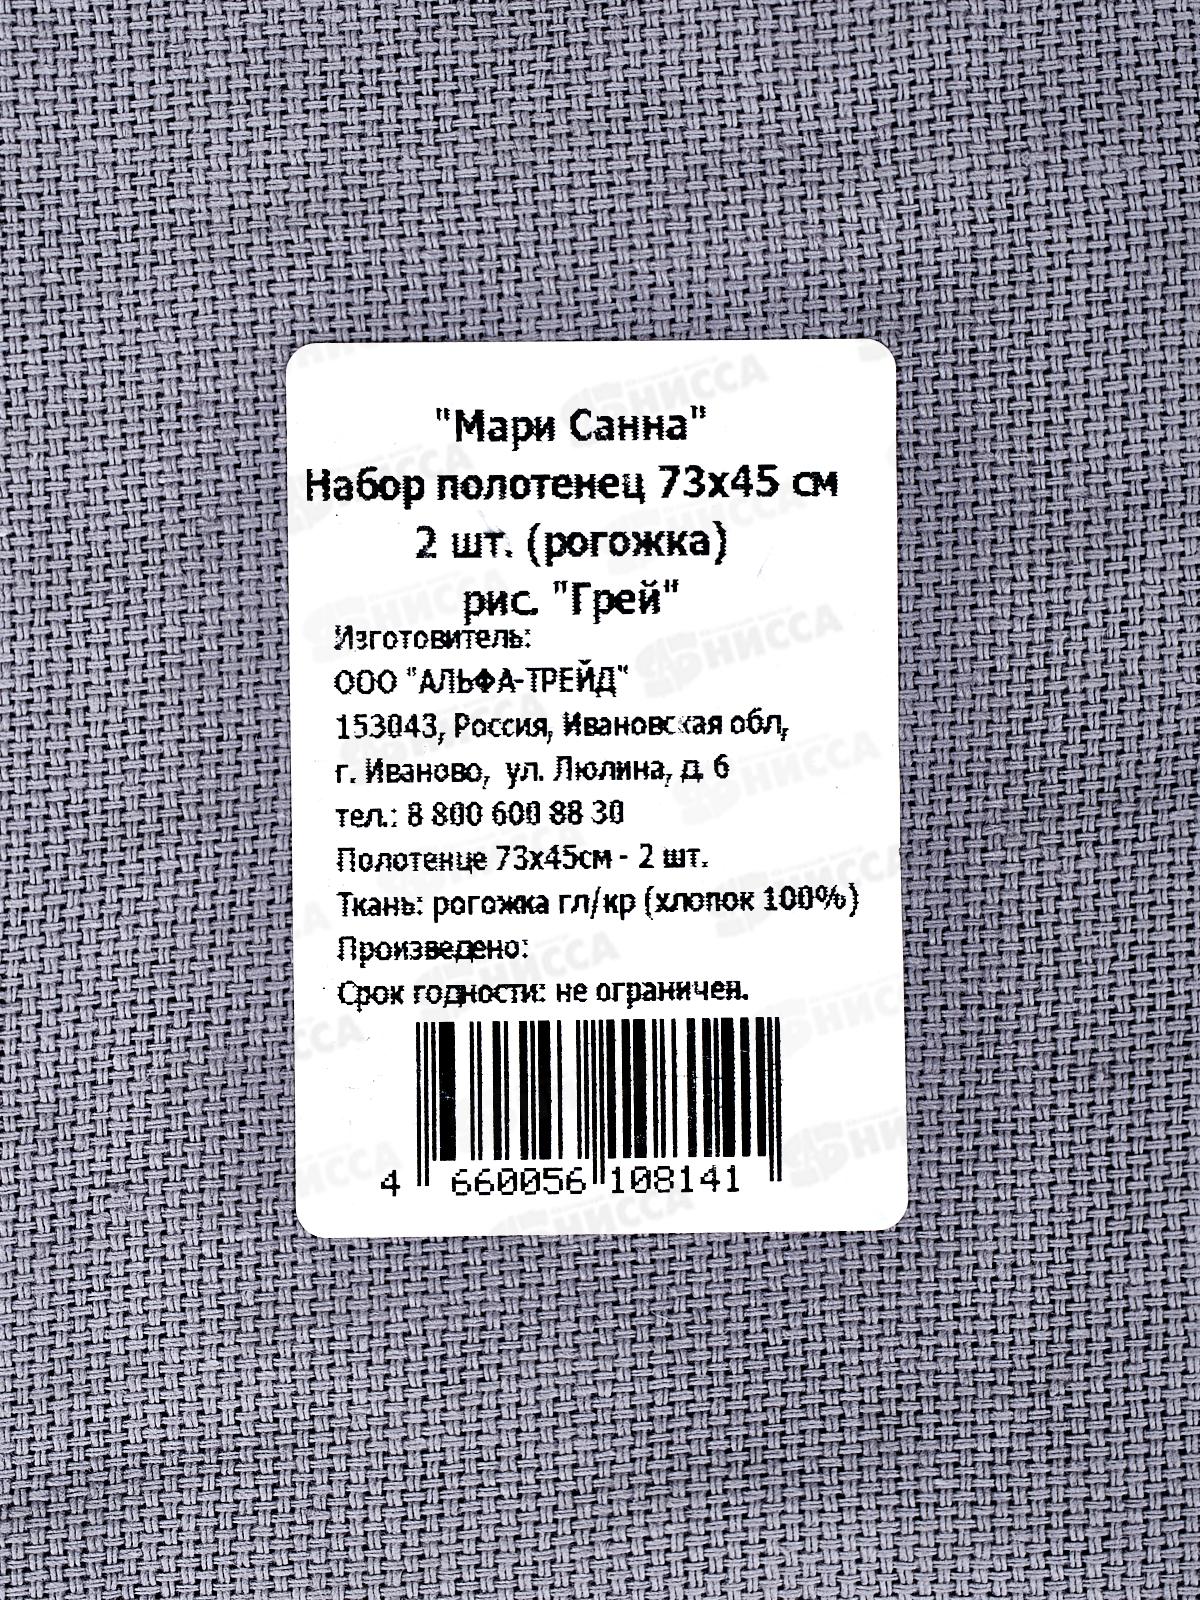 "Мари Санна"
Набор полотенец 73х45 см
2 шт. (рогожка)
рис. "Грей"
Изготовитель:
ООО "АЛЬФА-ТРЕЙД"
153043, Россия, Ивановская обл,
г. Иваново, ул. Люлина, д. 6
тел.: 8 800 600 88 30
Полотенце 73х45см - 2 шт.
Ткань: рогожка гл/кр (хлопок 100%)
Произведено:
Срок годности: не ограничен.
4 660056 108141